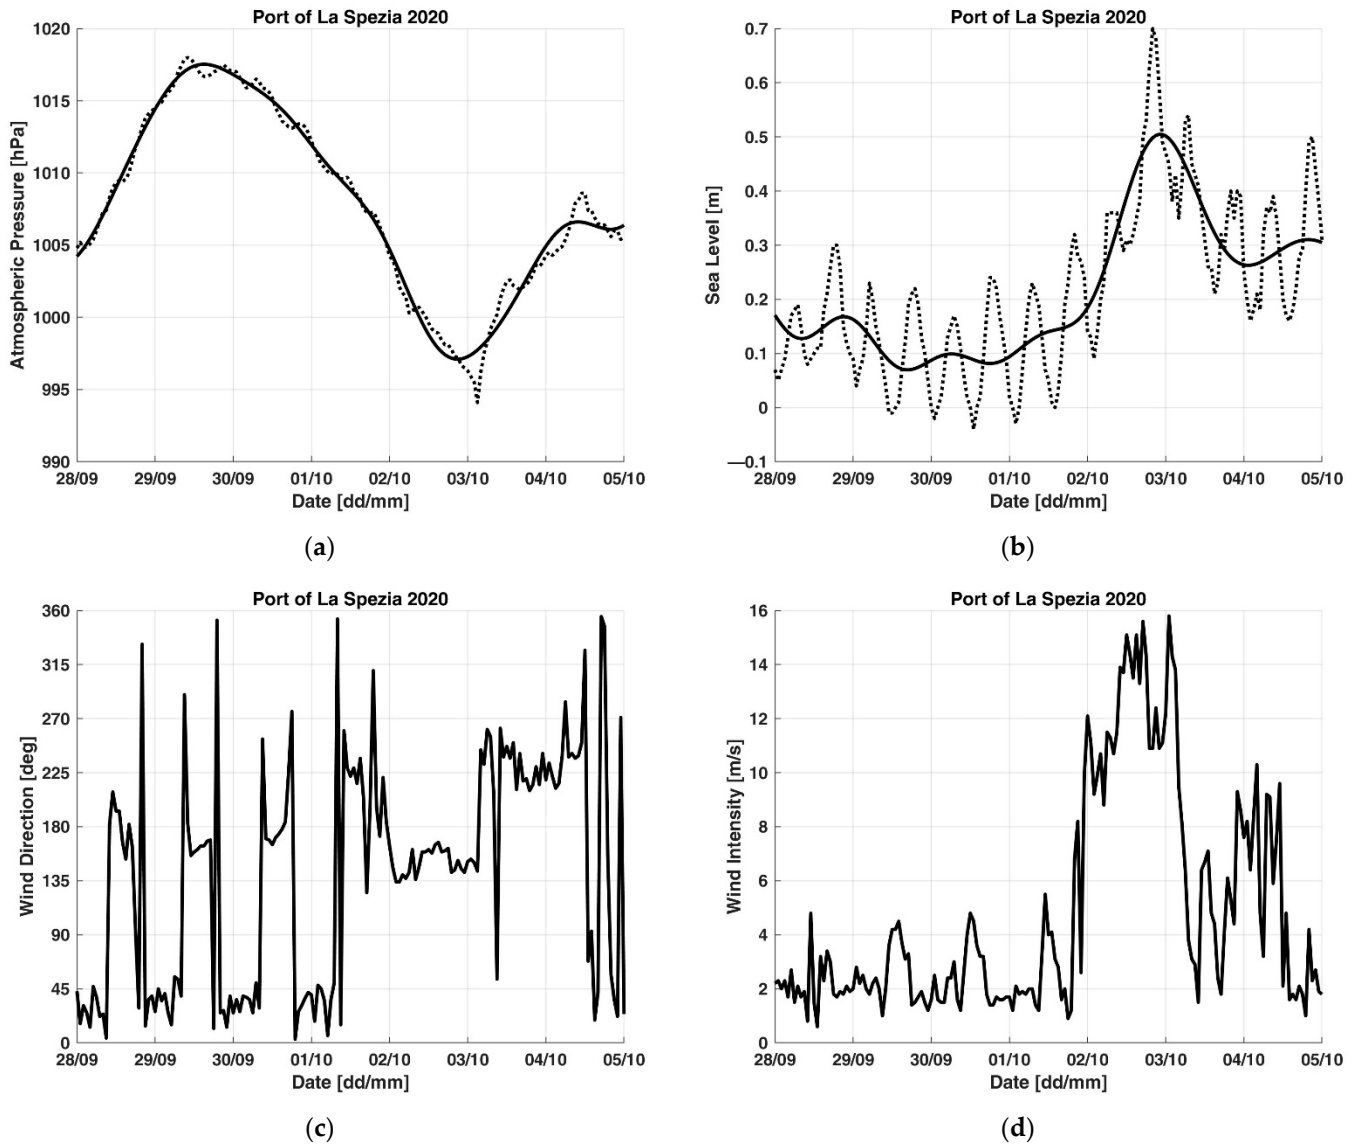 Port of La Spezia 2020
1020
1015
1010
1005
1000
995
990
Atmospheric Pressure [hPa]
28/09 29/09 30/09 01/10 02/10 03/10 04/10 05/10
Date [dd/mm]
(a)
Port of La Spezia 2020
0.7
0.6
0.5
0.4
0.3
0.2
0.1
0
—0.1
Sea Level [m]
28/09 29/09 30/09 01/10 02/10 03/10 04/10 05/10
Date [dd/mm]
(b)
Port of La Spezia 2020
360
315
270
225
180
135
90
45
0
Wind Direction [deg]
28/09 29/09 30/09 01/10 02/10 03/10 04/10 05/10
Date [dd/mm]
(c)
Port of La Spezia 2020
16
14
12
10
8
6
4
2
0
Wind Intensity [m/s]
28/09 29/09 30/09 01/10 02/10 03/10 04/10 05/10
Date [dd/mm]
(d)